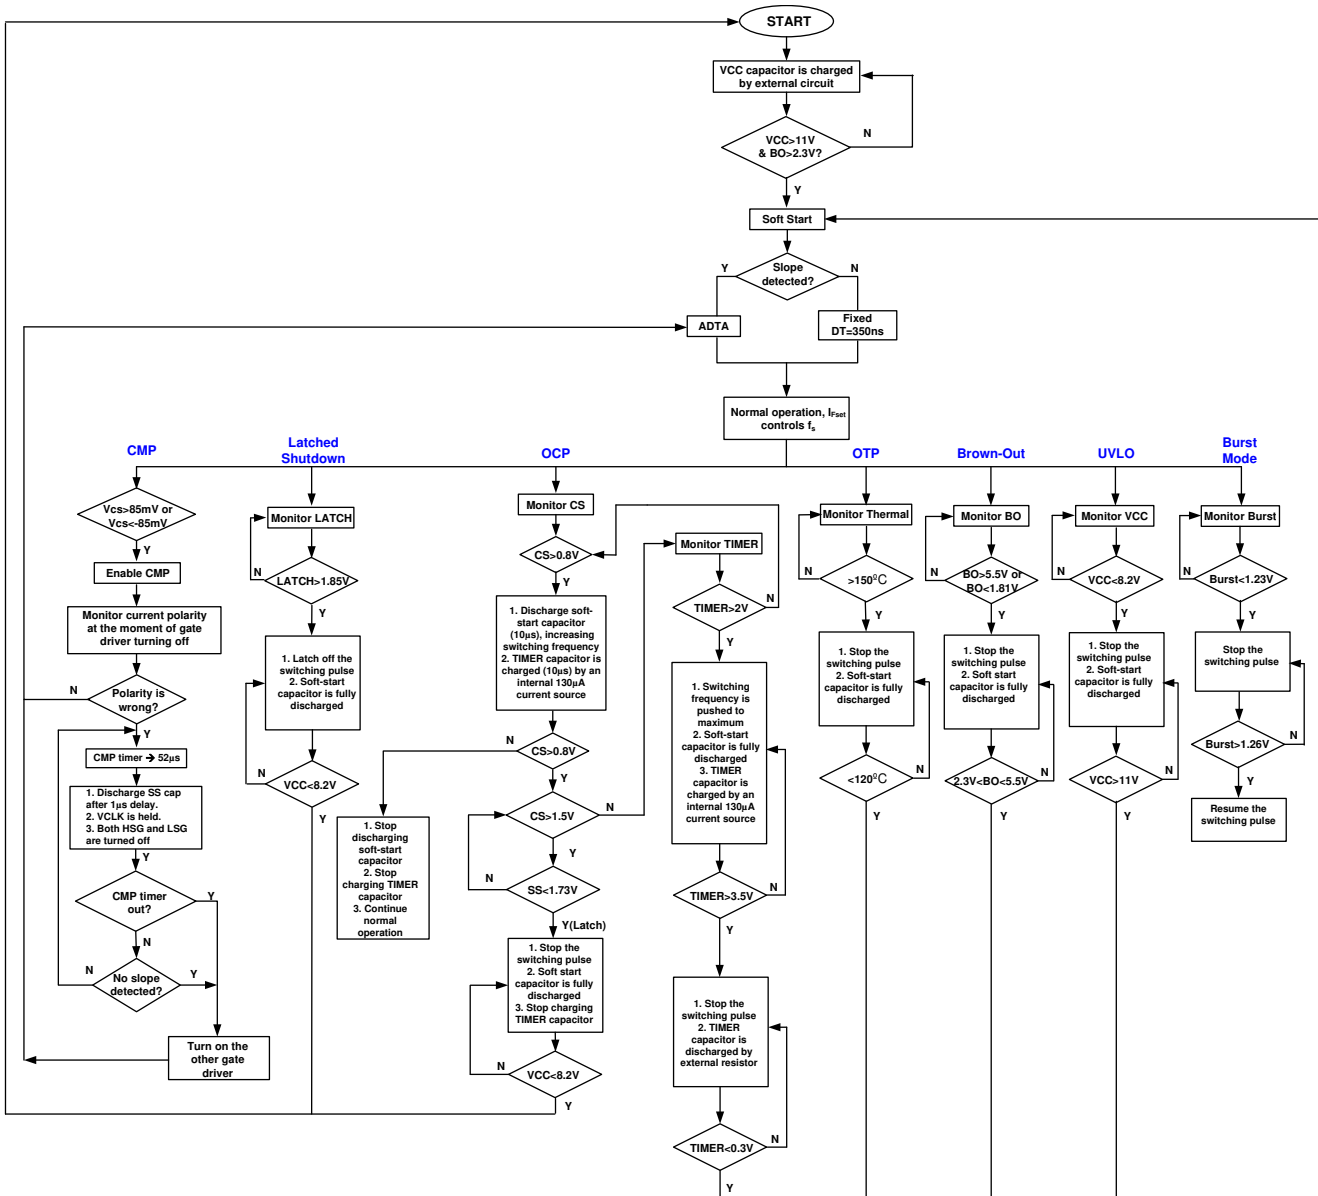 START
VCC capacitor is charged
by external circuit
VCC>11V
& BO>2.3V?
N
Y
Soft Start
Y
Slope
detected?
N
ADTA
Fixed
DT=350ns
Normal operation, IFset
controls fs
CMP
Vcs>85mV or
Vcs<-85mV
Y
Enable CMP
Monitor current polarity
at the moment of gate
driver turning off
N
Polarity is
wrong?
Y
CMP timer → 52µs
1. Discharge SS cap
after 1µs delay.
2. VCLK is held.
3. Both HSG and LSG
are turned off
Y
CMP timer
out?
Y
N
N
No slope
detected?
Y
Turn on the
other gate
driver
Latched
Shutdown
Monitor LATCH
N
LATCH>1.85V
Y
1. Latch off the
switching pulse
2. Soft-start
capacitor is fully
discharged
N
VCC<8.2V
Y
OCP
Monitor CS
CS>0.8V
Y
1. Discharge soft-
start capacitor
(10µs), increasing
switching frequency
2. TIMER capacitor is
charged (10µs) by an
internal 130µA
current source
N
CS>0.8V
Y
1. Stop
discharging
soft-start
capacitor
2. Stop
charging TIMER
capacitor
3. Continue
normal
operation
CS>1.5V
N
Y
N
SS<1.73V
Y(Latch)
1. Stop the
switching pulse
2. Soft start
capacitor is fully
discharged
3. Stop charging
TIMER capacitor
N
VCC<8.2V
Y
Monitor TIMER
TIMER>2V
N
Y
1. Switching
frequency is
pushed to
maximum
2. Soft-start
capacitor is fully
discharged
3. TIMER
capacitor is
charged by an
internal 130µA
current source
N
TIMER>3.5V
Y
1. Stop the
switching pulse
2. TIMER
capacitor is
discharged by
external resistor
N
TIMER<0.3V
Y
OTP
Monitor Thermal
N
>150ºC
Y
1. Stop the
switching pulse
2. Soft-start
capacitor is fully
discharged
<120ºC
N
Y
Brown-Out
Monitor BO
N
BO>5.5V or
BO<1.81V
Y
1. Stop the
switching pulse
2. Soft start
capacitor is fully
discharged
2.3V<BO<5.5V
N
Y
UVLO
Monitor VCC
N
VCC<8.2V
Y
1. Stop the
switching pulse
2. Soft-start
capacitor is fully
discharged
VCC>11V
N
Y
Burst
Mode
Monitor Burst
N
Burst<1.23V
Y
Stop the
switching pulse
Burst>1.26V
N
Y
Resume the
switching pulse